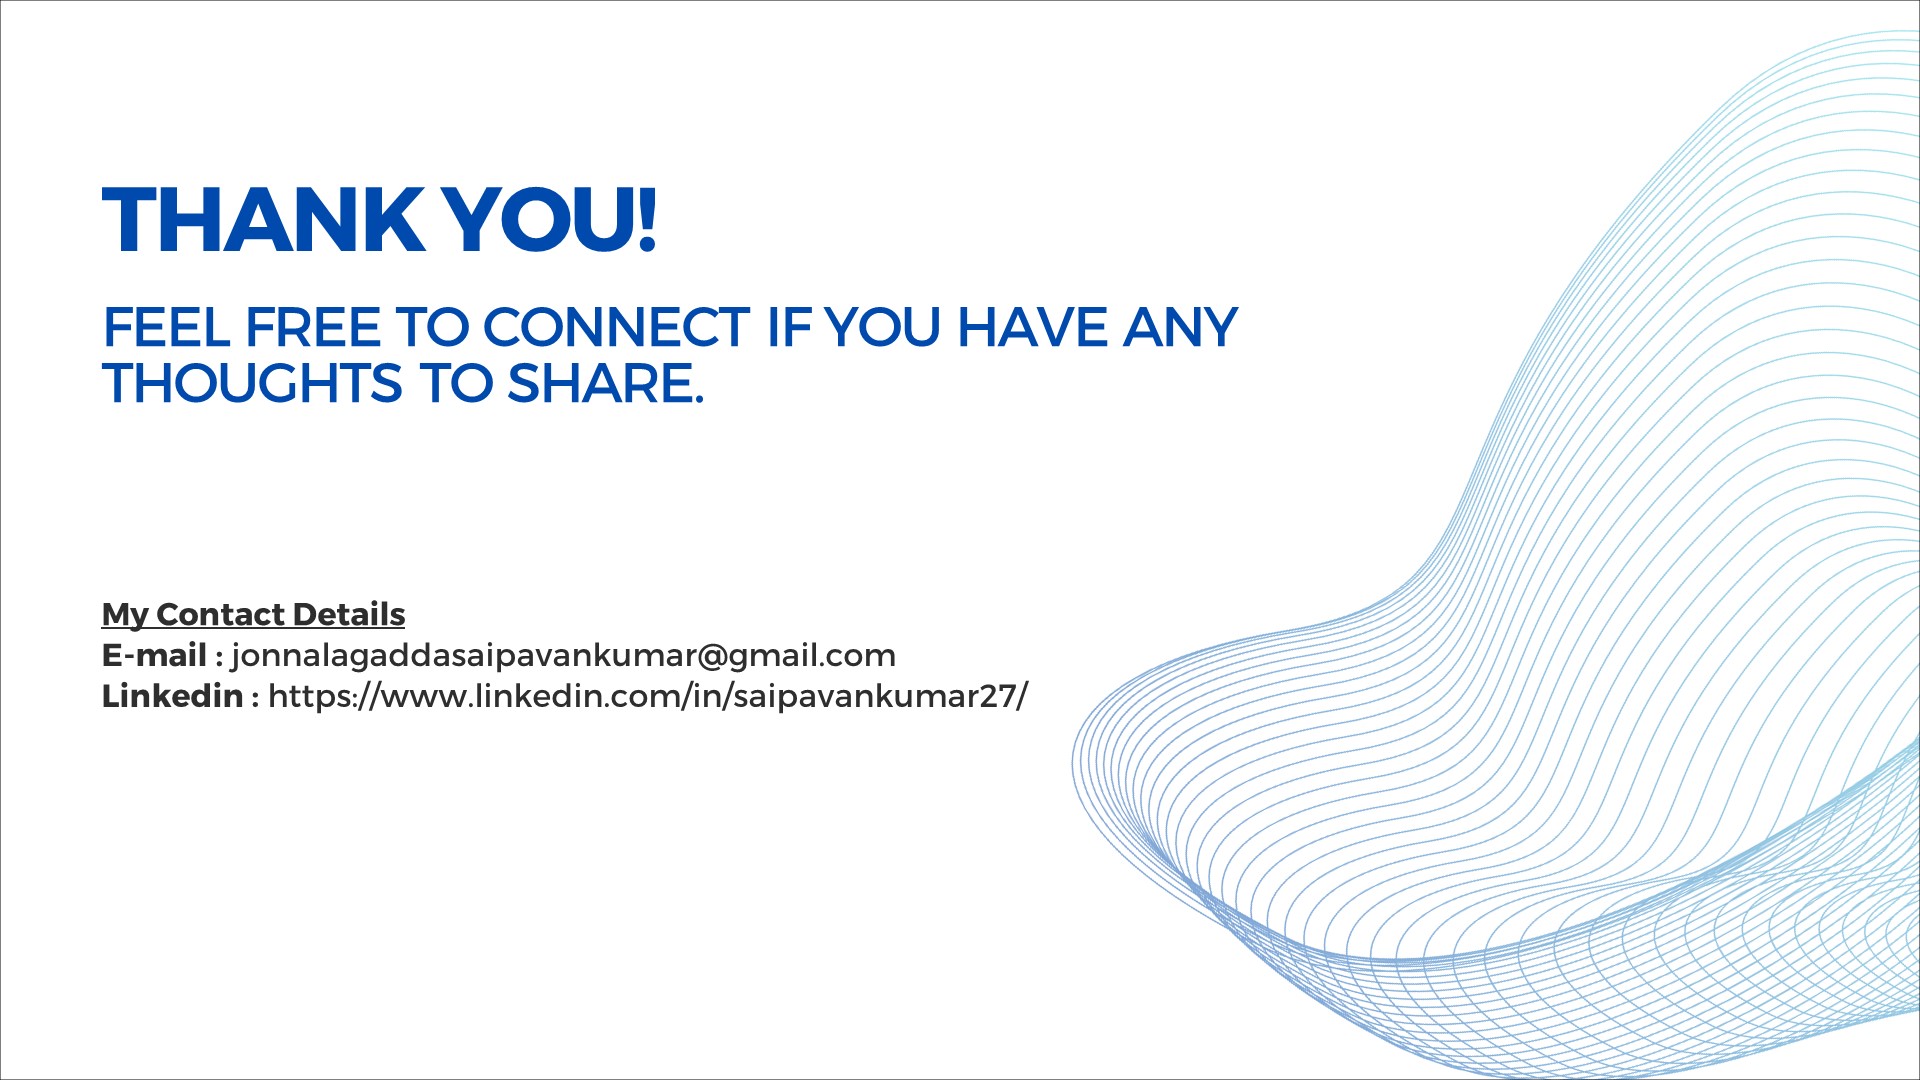 THANK YOU!
FEEL FREE TO CONNECT IF YOU HAVE ANY
THOUGHTS TO SHARE.
My Contact Details
E-mail : jonnalagaddasaipavankumar@gmail.com
Linkedin : https://www.linkedin.com/in/saipavankumar27/